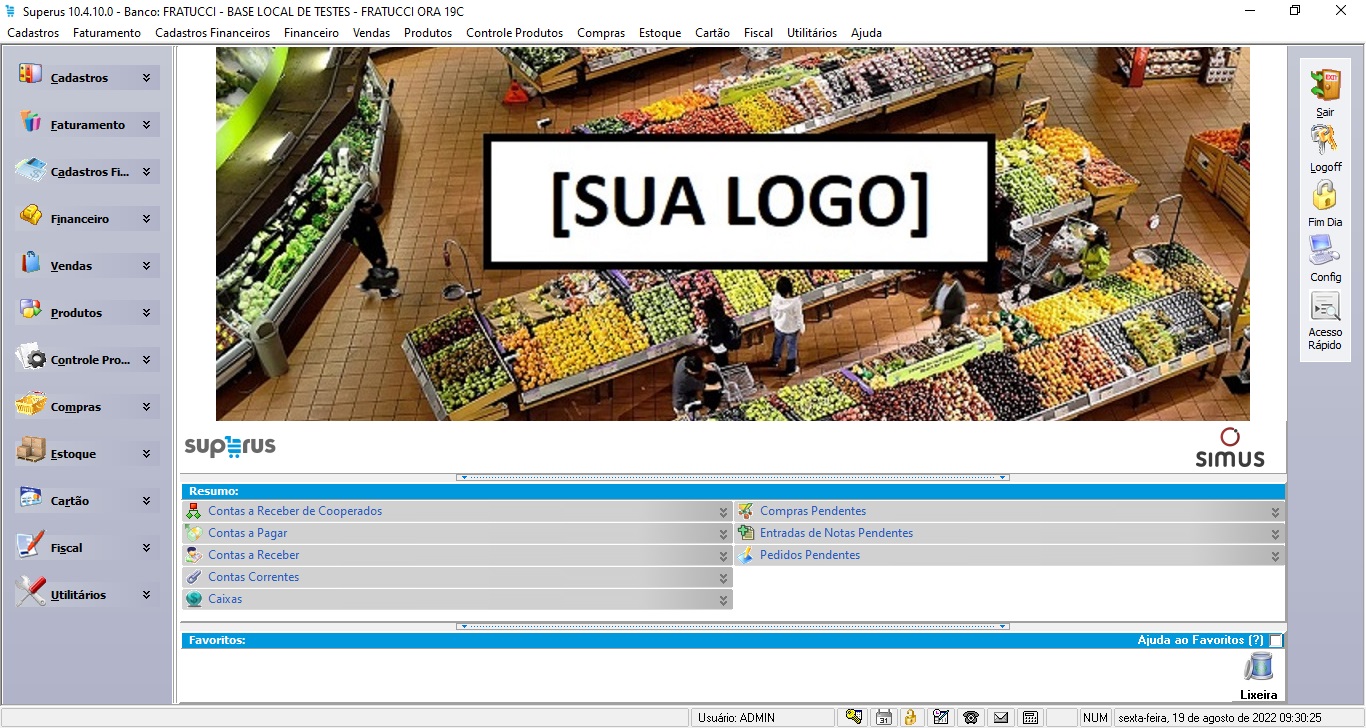 Superus 10.4.10.0 - Banco: FRATUCCI - BASE LOCAL DE TESTES - FRATUCCI ORA 19C
Cadastros Faturamento Cadastros Financeiros Financeiro Vendas Produtos Controle Produtos Compras Estoque Cartão Fiscal Utilitários Ajuda
Cadastros
Faturamento
Cadastros Fi...
Financeiro
Vendas
Produtos
Controle Pro...
Compras
Estoque
Cartão
Fiscal
Utilitários
[SUA LOGO]
EXIT
Sair
Logoff
Fim Dia
Config
Acesso
Rápido
superus
SIMUS
Resumo:
Contas a Receber de Cooperados
Contas a Pagar
Contas a Receber
Contas Correntes
Caixas
Compras Pendentes
Entradas de Notas Pendentes
Pedidos Pendentes
Favoritos: Ajuda ao Favoritos (?)
Lixeira
Usuário: ADMIN 31 NUM sexta-feira, 19 de agosto de 2022 09:30:25